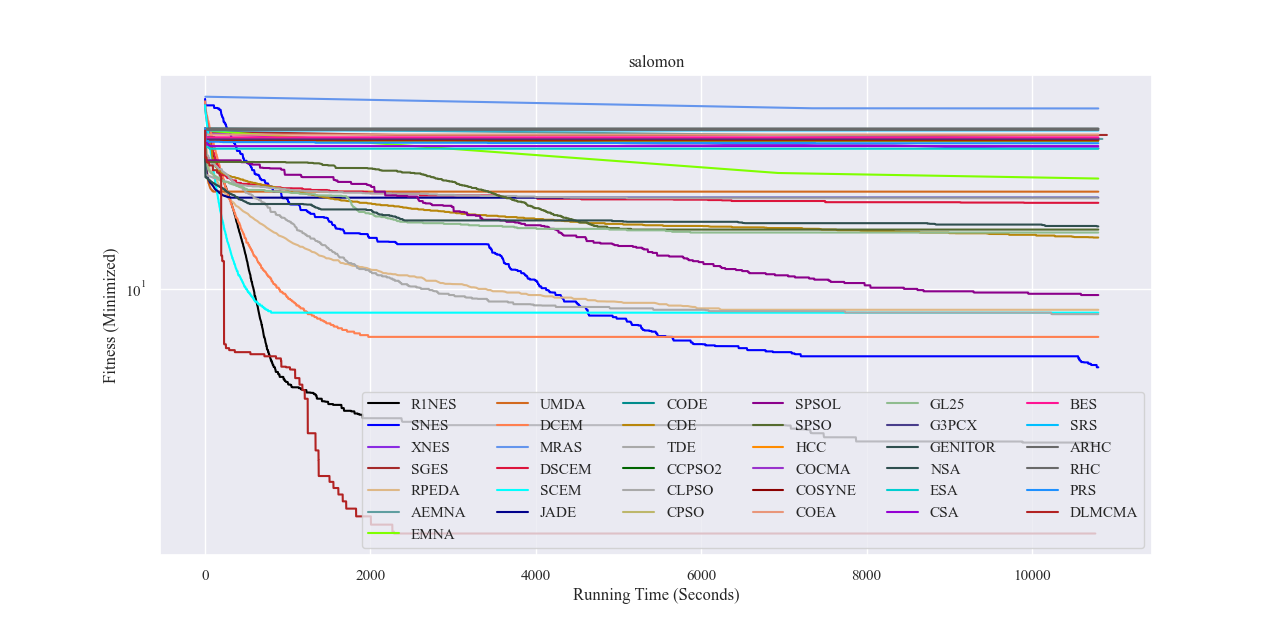 salomon
Fitness (Minimized)
10^1
R1NES UMDA CODE SPSOL GL25 BES
SNES DCEM CDE SPSO G3PCX SRS
XNES MRAS TDE HCC GENITOR ARHC
SGES DSCEM CCPSO2 COCMA NSA RHC
RPEDA SCEM CLPSO COSYNE ESA PRS
AEMNA JADE CPSO COEA CSA DLMCMA
EMNA
0 2000 4000 6000 8000 10000
Running Time (Seconds)